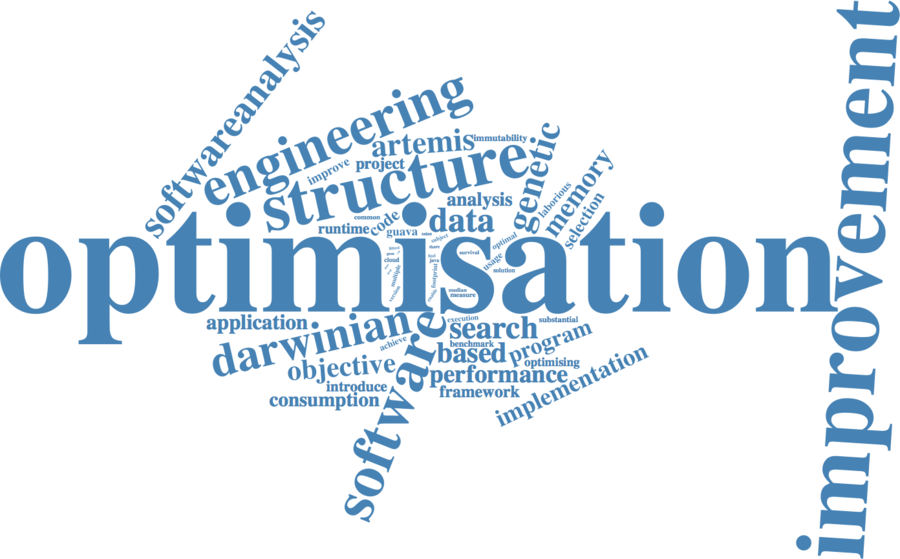 improvement
softwareanalysis
engineering
artemis
immutability
improve
project
structure
genetic
memory
laborious
selection
analysis
common
data
runtime
code
guava
optimal
usage
survival
solution
optimisation
cloud
java
multiple
footprint
median
measure
application
execution
substantial
darwinian
search
achieve
benchmark
program
based
objective
optimising
performance
introduce
framework
implementation
consumption
software